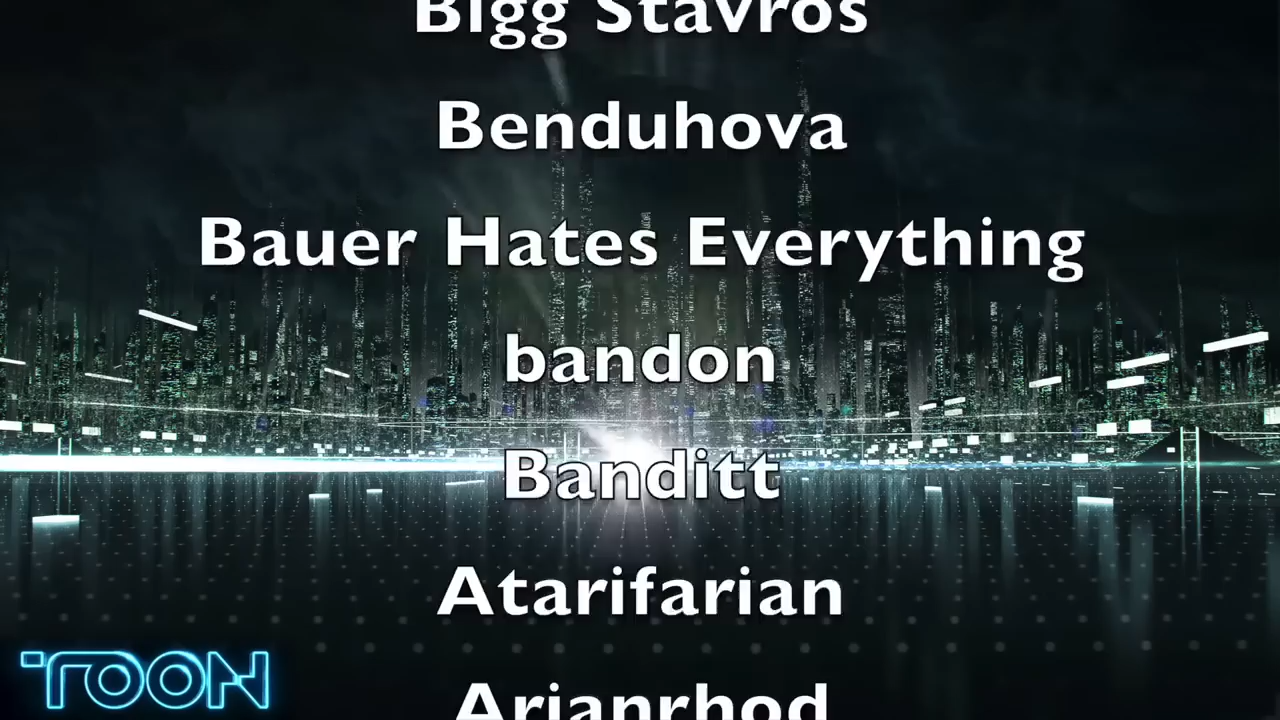 Bigg Stavros
Benduhova
Bauer Hates Everything
bandon
Banditt
Atarifarian
Arianrhod
TOON